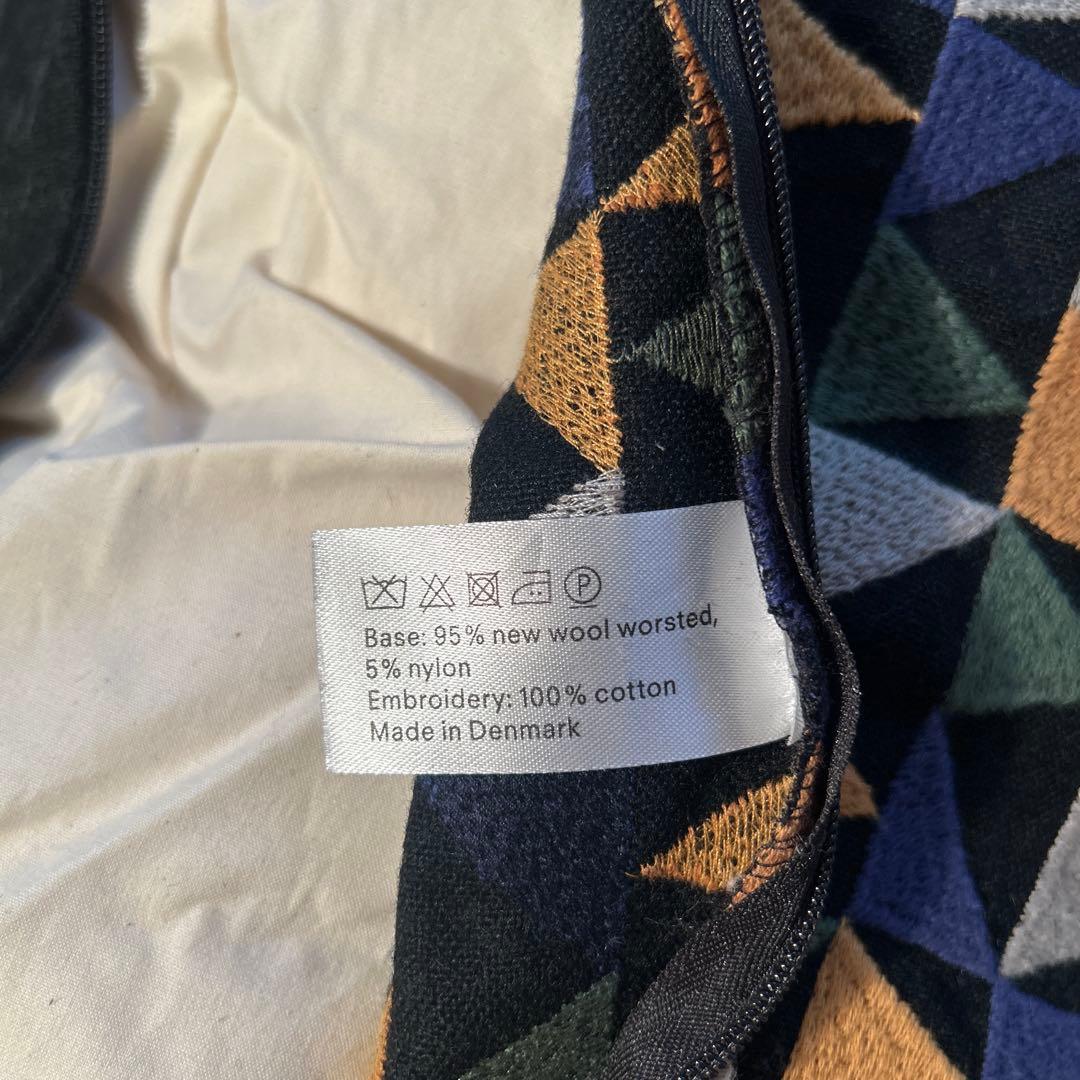 P
Base: 95% new wool worsted,
5% nylon
Embroidery: 100% cotton
Made in Denmark